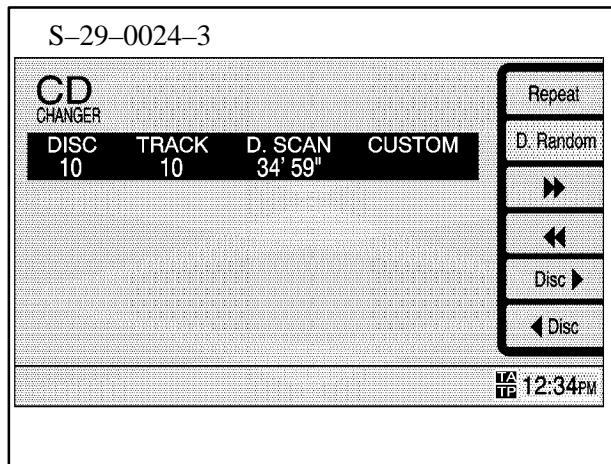 S–29–0024–3
CD
CHANGER
DISC TRACK D. SCAN CUSTOM
10 10 34' 59"
Repeat
D. Random
Disc
Disc
TA
TP 12:34PM